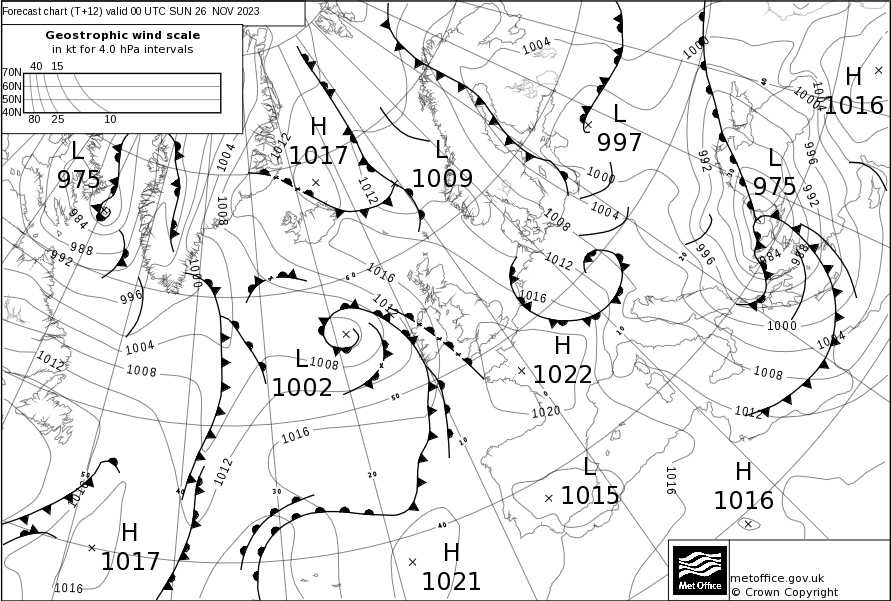 Forecast chart (T+12) valid 00 UTC SUN 26 NOV 2023
Geostrophic wind scale
in kt for 4.0 hPa intervals
40 15
70N
60N
50N
40N
80 25 10
1004
1000
H
1016
1004
1000
L
997
H
1017
L
1009
L
975
L
975
1012
1004
1008
1012
984
988
992
996
1000
1000
1004
1008
1012
1016
992
996
992
996
984
988
1000
1004
1008
1012
60
1016
1012
1016
H
1022
1020
L
1002
1008
1004
1008
1012
50
10
0
10
20
30
40
1016
1012
20
30
40
50
1016
40
L
1015
1016
H
1016
H
1017
1016
H
1021
Met Office
metoffice.gov.uk
© Crown Copyright